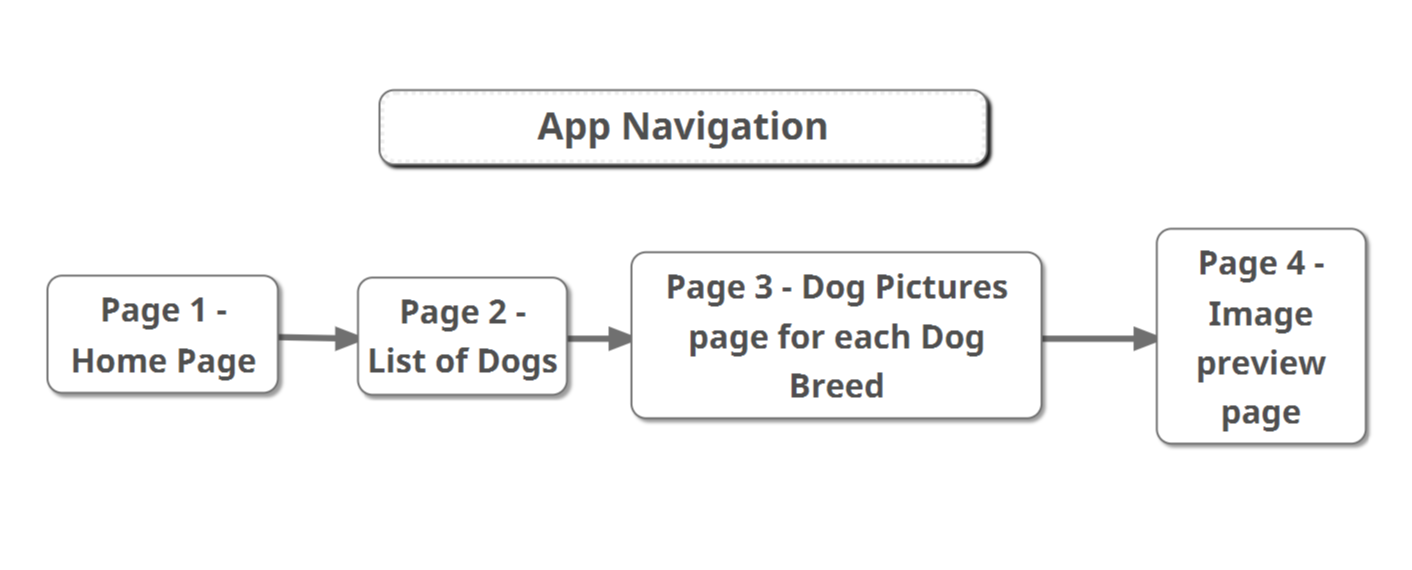 App Navigation
Page 1 -
Home Page
Page 2 -
List of Dogs
Page 3 - Dog Pictures
page for each Dog
Breed
Page 4 -
Image
preview
page